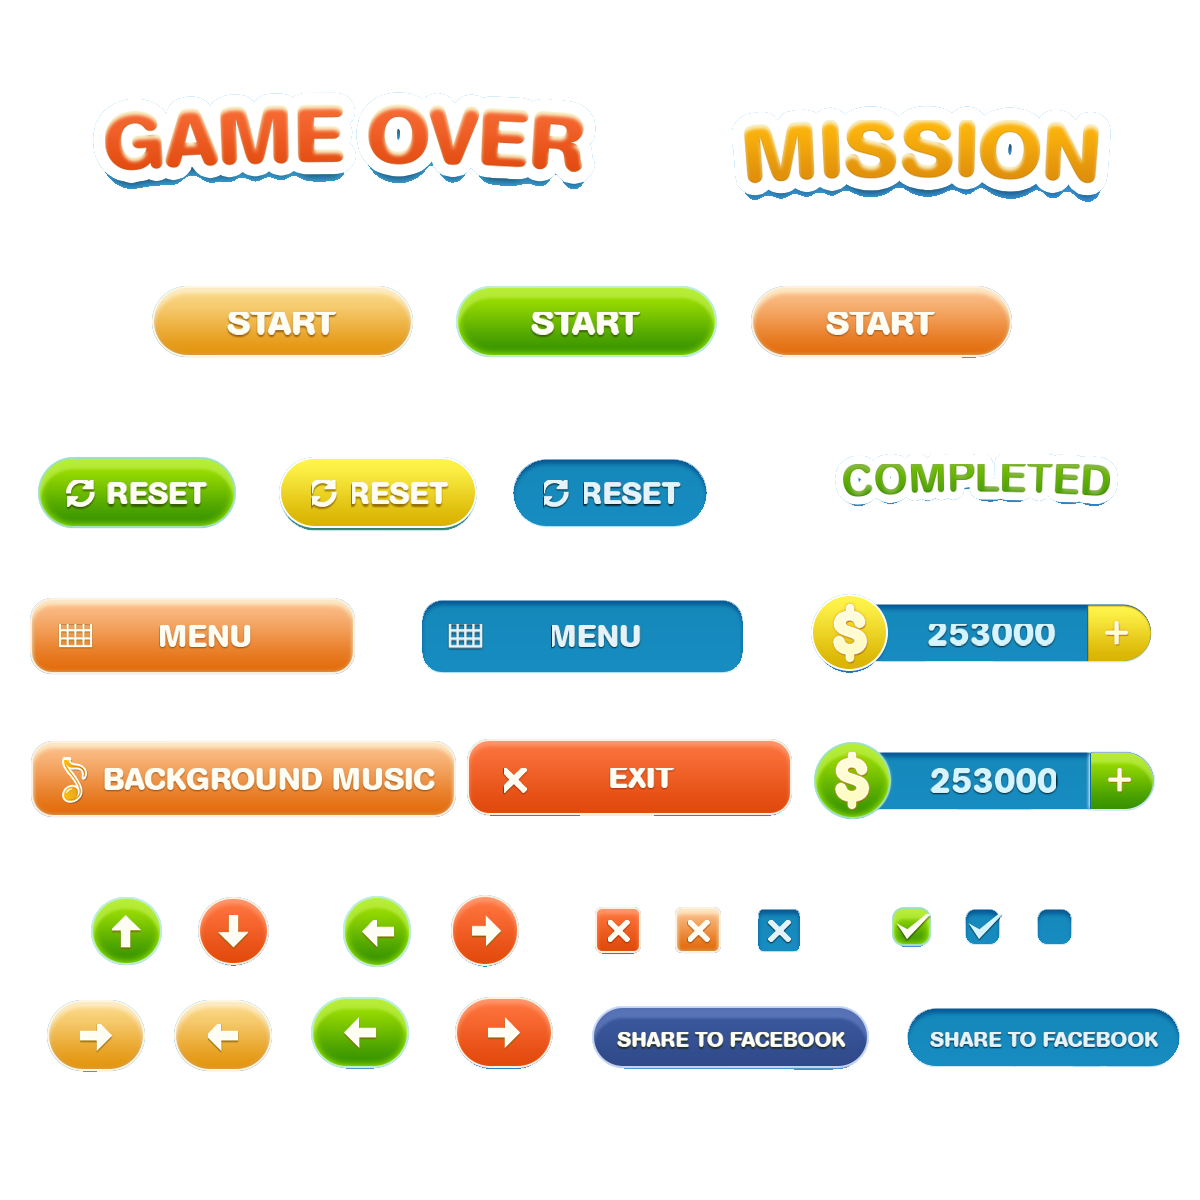 GAME OVER
MISSION
START
START
START
RESET
RESET
RESET
COMPLETED
MENU
MENU
$ 253000 +
BACKGROUND MUSIC
EXIT
$ 253000 +
SHARE TO FACEBOOK
SHARE TO FACEBOOK